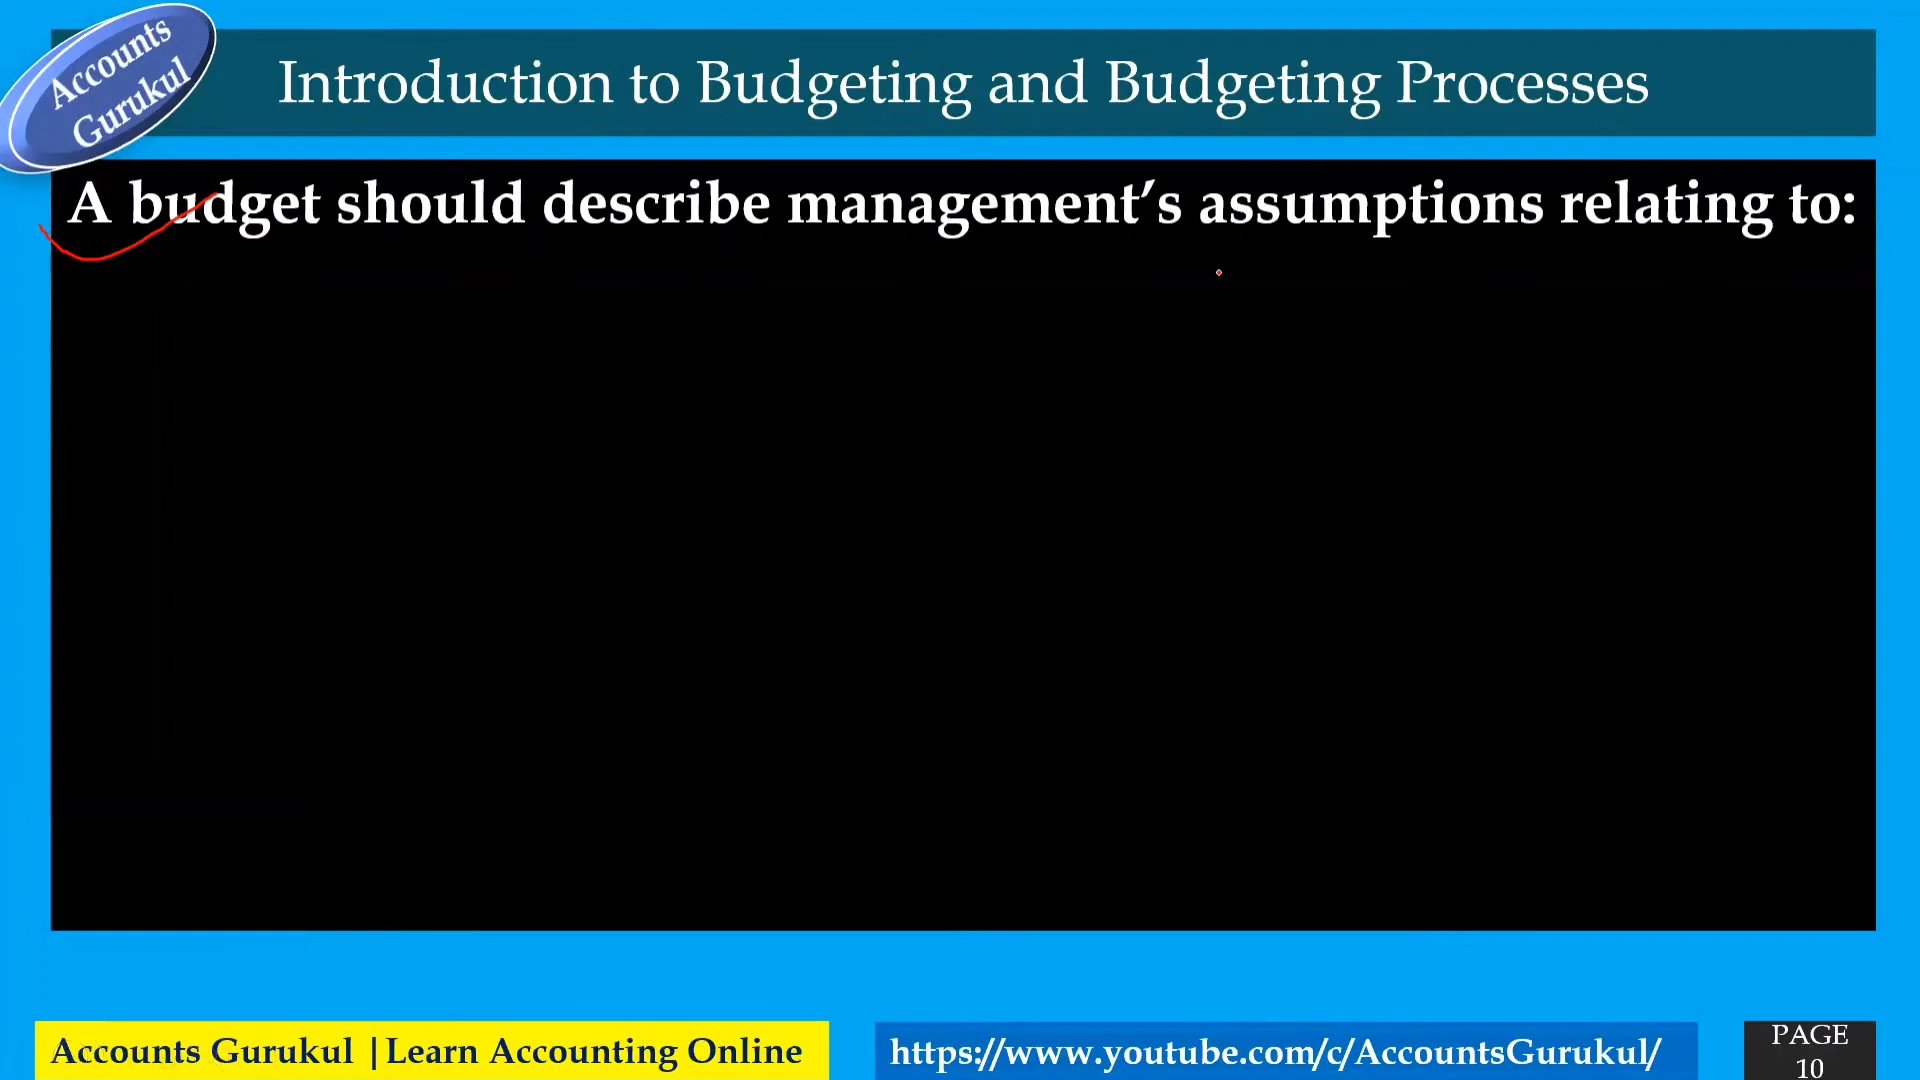 Accounts
Gurukul
Introduction to Budgeting and Budgeting Processes
A budget should describe management’s assumptions relating to:
Accounts Gurukul | Learn Accounting Online
https://www.youtube.com/c/AccountsGurukul/
PAGE
10